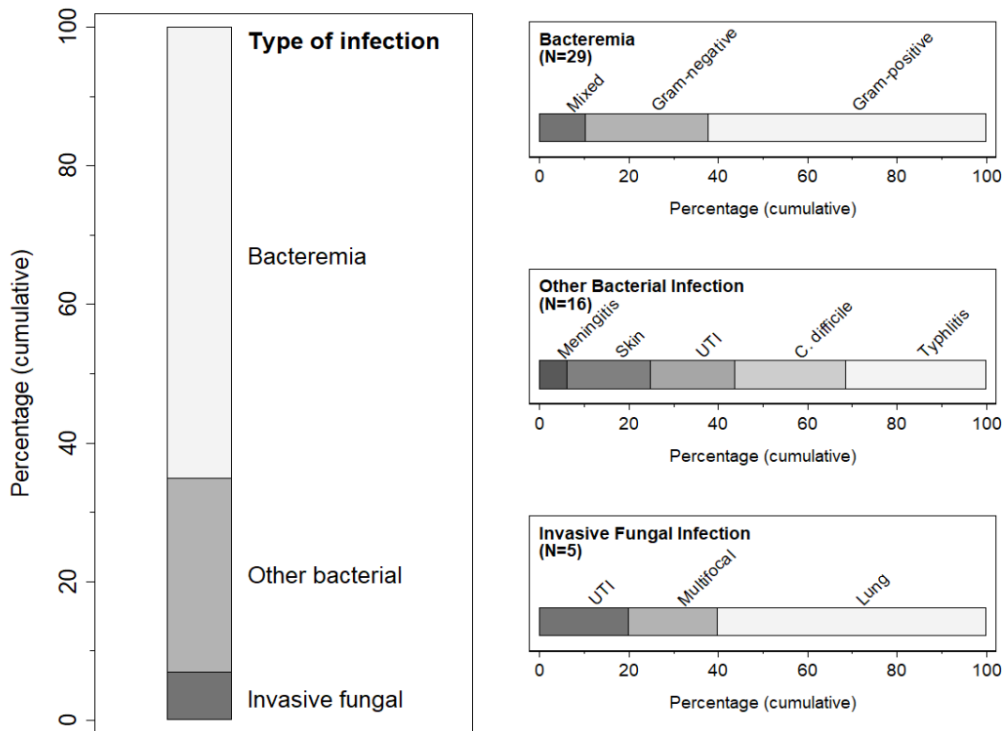 Type of infection
Percentage (cumulative)
100
80
60
40
20
0
Bacteremia
Other bacterial
Invasive fungal
Bacteremia
(N=29)
Mixed
Gram-negative
Gram-positive
0 20 40 60 80 100
Percentage (cumulative)
Other Bacterial Infection
(N=16)
Meningitis
Skin
UTI
C. difficile
Typhlitis
0 20 40 60 80 100
Percentage (cumulative)
Invasive Fungal Infection
(N=5)
UTI
Multifocal
Lung
0 20 40 60 80 100
Percentage (cumulative)